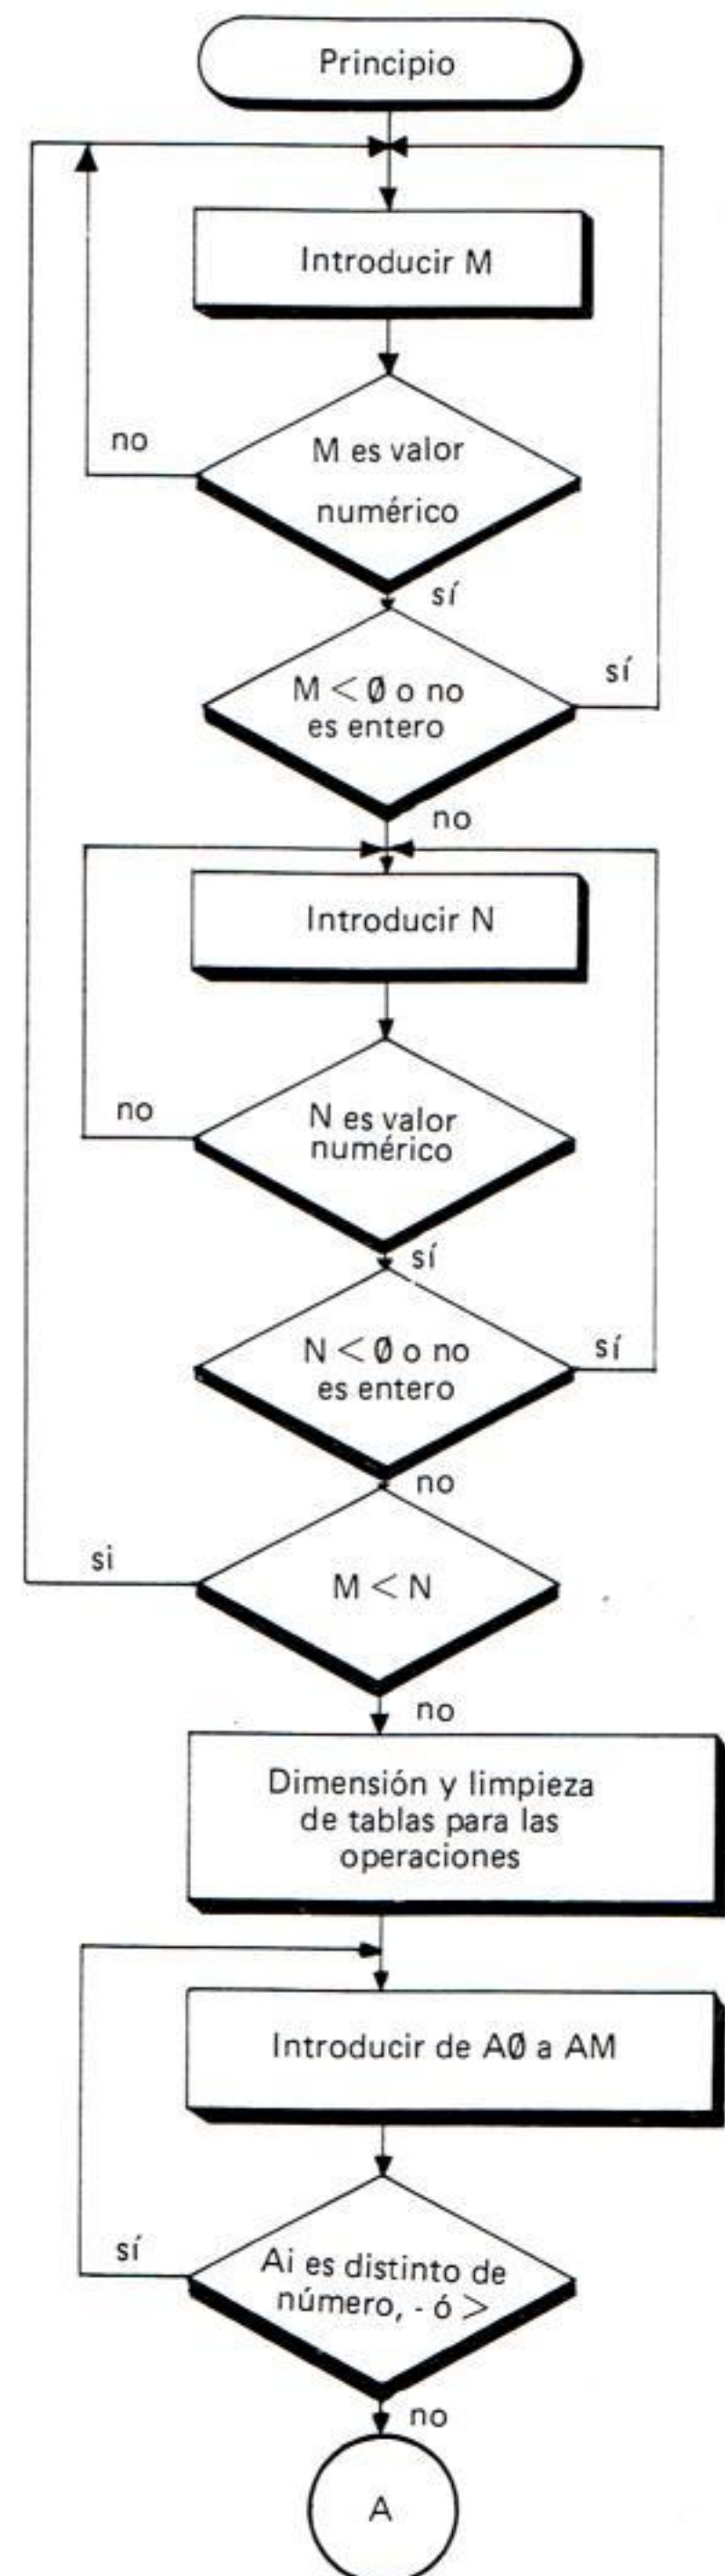 Principio
Introducir M
no
M es valor
numérico
sí
M < Ø o no
es entero
sí
no
Introducir N
no
N es valor
numérico
sí
N < Ø o no
es entero
sí
no
si
M < N
no
Dimensión y limpieza
de tablas para las
operaciones
Introducir de AØ a AM
sí
Ai es distinto de
número, - ó >
no
A